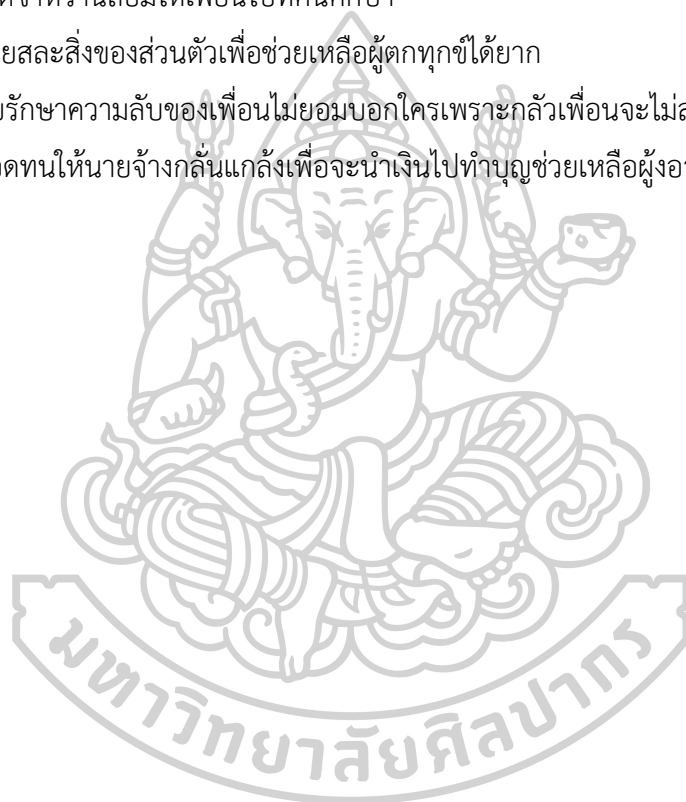 ยสละสิ่งของส่วนตัวเพื่อช่วยเหลือผู้ตกทุกข์ได้ยาก
รักษาความลับของเพื่อนไม่ยอมบอกใครเพราะกลัวเพื่อนจะไม่
ดทนให้นายจ้างกลั่นแกล้งเพื่อจะนำเงินไปทำบุญช่วยเหลือ
มหาวิทยาลัยศิลปากร